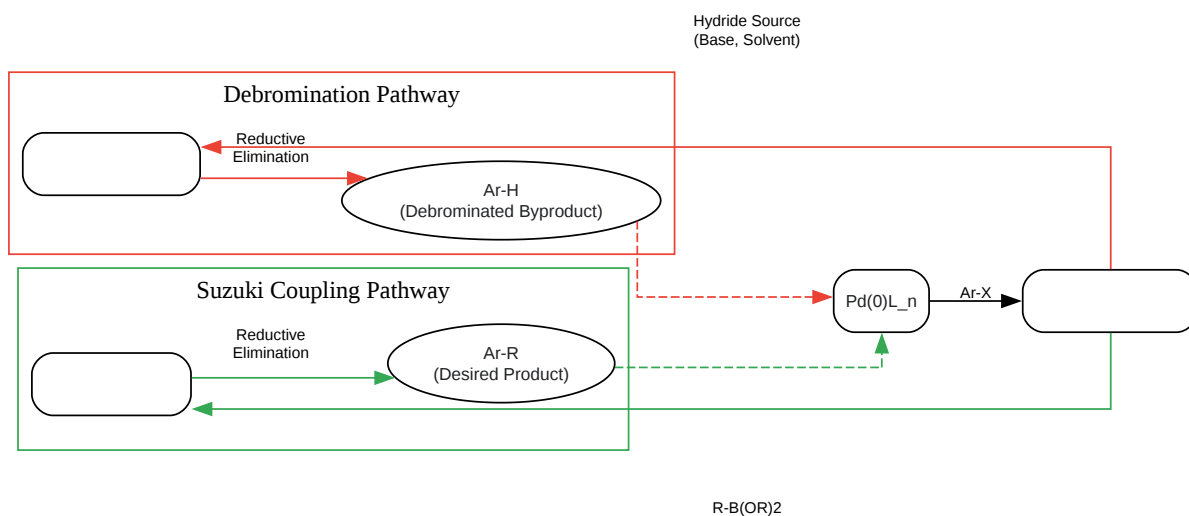 Hydride Source
(Base, Solvent)
Debromination Pathway
Reductive
Elimination
Ar-H
(Debrominated Byproduct)
Suzuki Coupling Pathway
Reductive
Elimination
Ar-R
(Desired Product)
Pd(0)L_n
Ar-X
R-B(OR)2